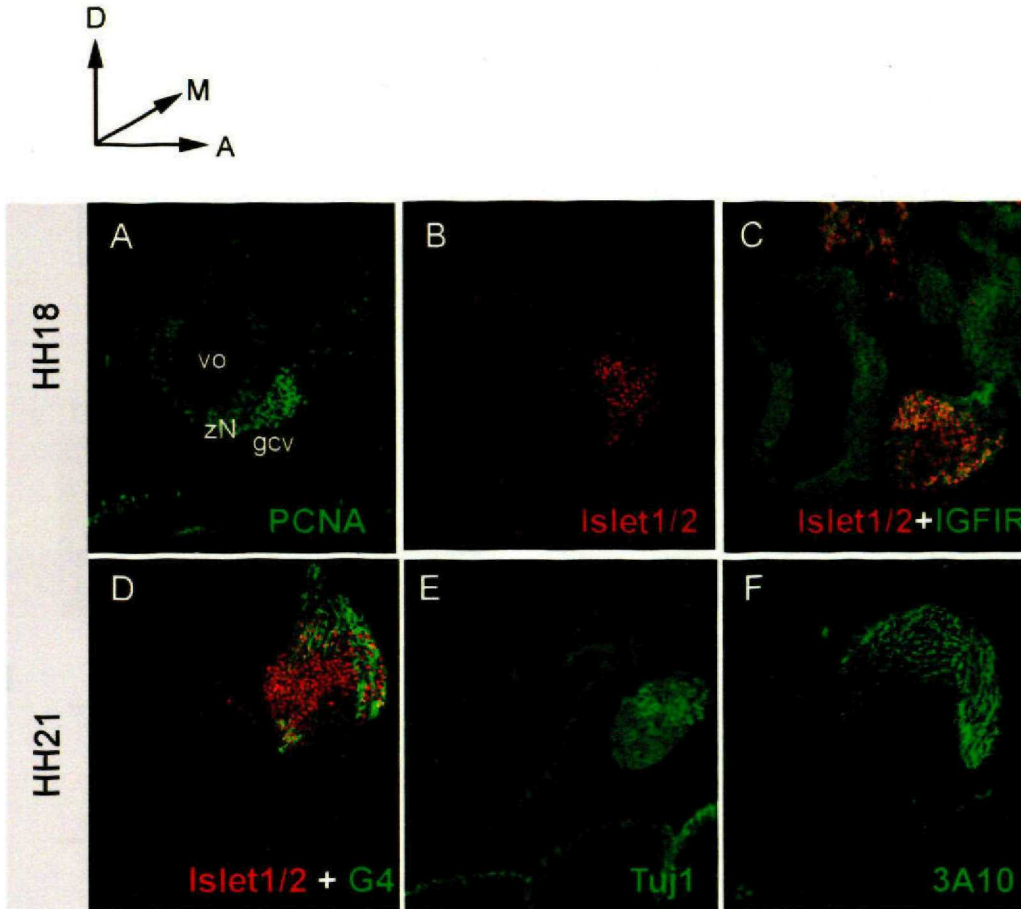 D
M
A
HH18
A
vo
zN
gcv
PCNA
B
Islet1/2
C
Islet1/2+IGFIR
HH21
D
Islet1/2 + G4
E
Tuj1
F
3A10